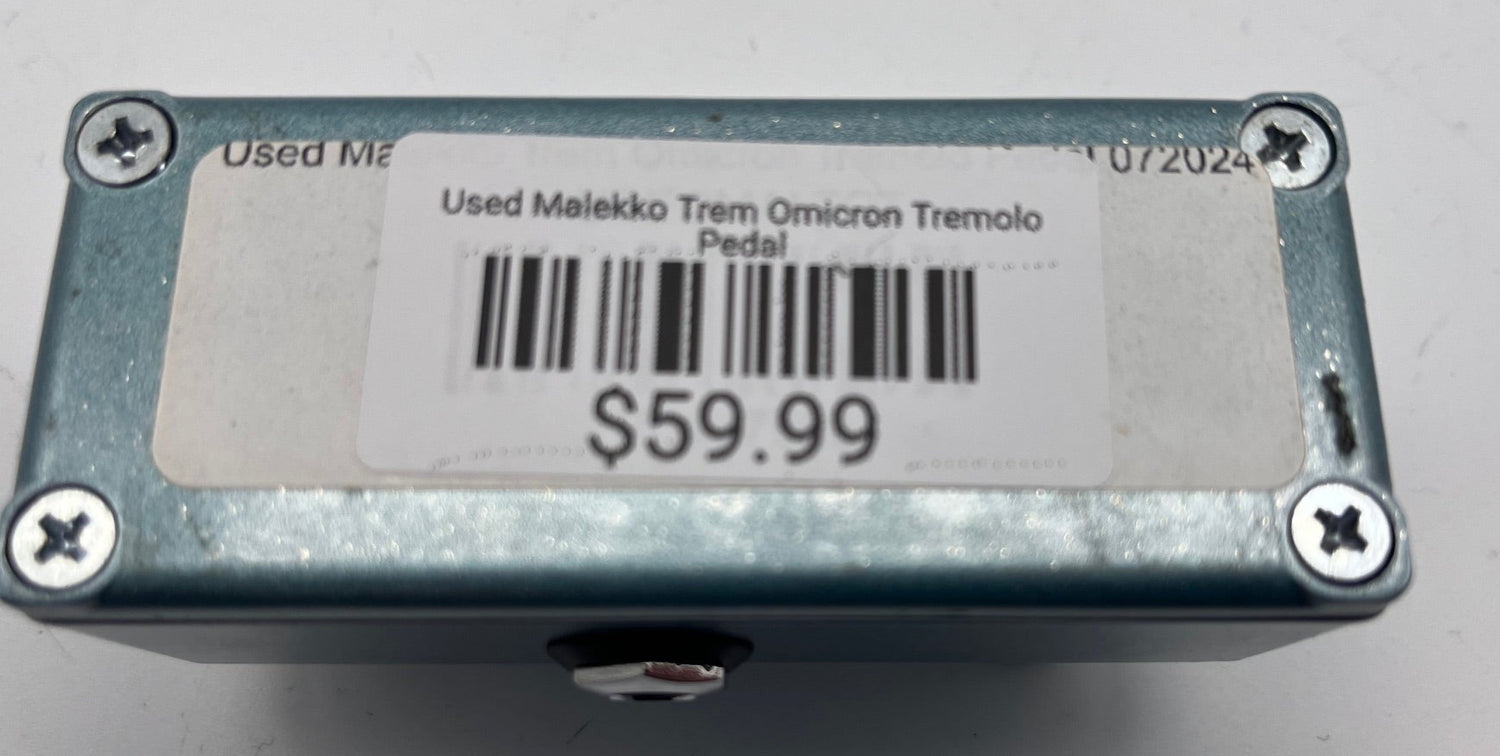 Used Ma 072024
Used Malekko Trem Omicron Tremolo
Pedal
$59.99